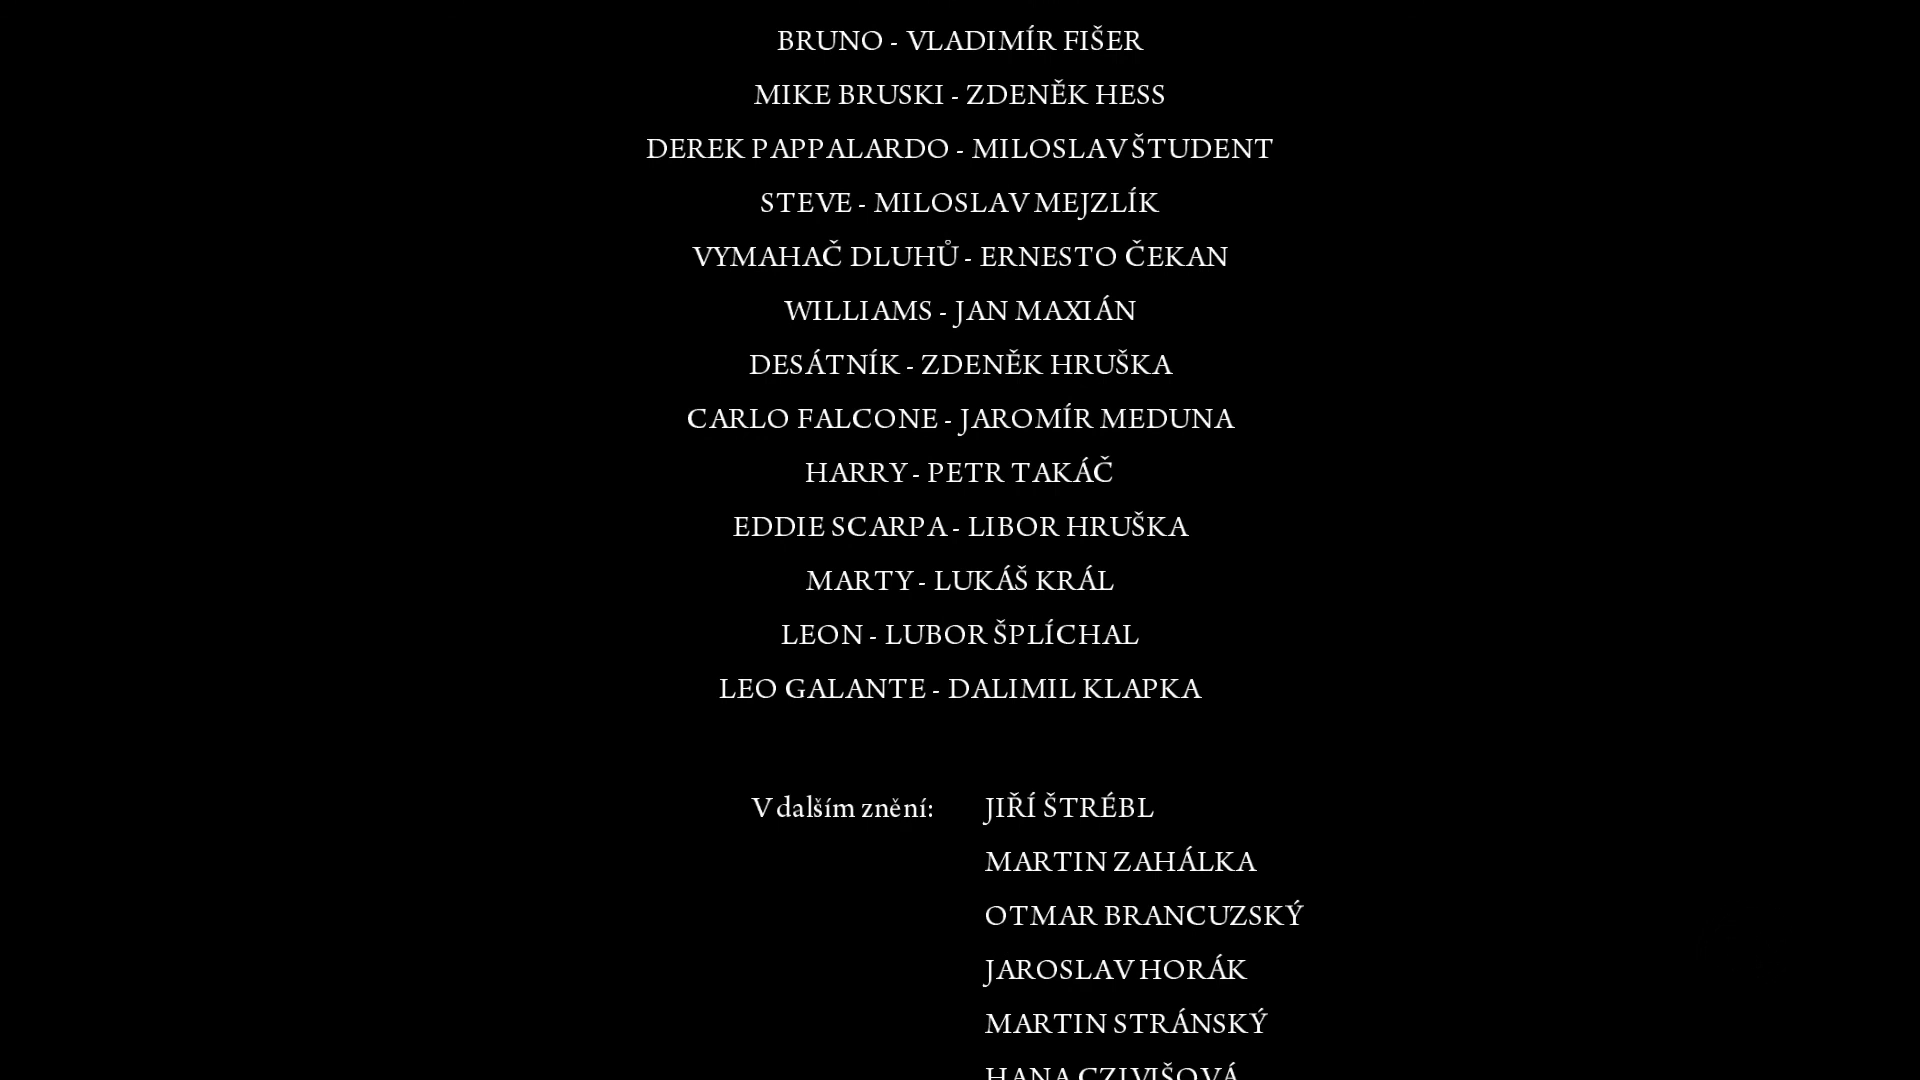 BRUNO - VLADIMÍR FIŠER
MIKE BRUSKI - ZDENĚK HESS
DEREK PAPPALARDO - MILOSLAV ŠTUDENT
STEVE - MILOSLAV MEJZLÍK
VYMAHAČ DLUHŮ - ERNESTO ČEKAN
WILLIAMS - JAN MAXIÁN
DESÁTNÍK - ZDENĚK HRUŠKA
CARLO FALCONE - JAROMÍR MEDUNA
HARRY - PETR TAKÁČ
EDDIE SCARPA - LIBOR HRUŠKA
MARTY - LUKÁŠ KRÁL
LEON - LUBOR ŠPLÍCHAL
LEO GALANTE - DALIMIL KLAPKA
V dalším znění: JIŘÍ ŠTRÉBL
MARTIN ZAHÁLKA
OTMAR BRANCUZSKÝ
JAROSLAV HORÁK
MARTIN STRÁNSKÝ
HANA CZIVIŠOVÁ